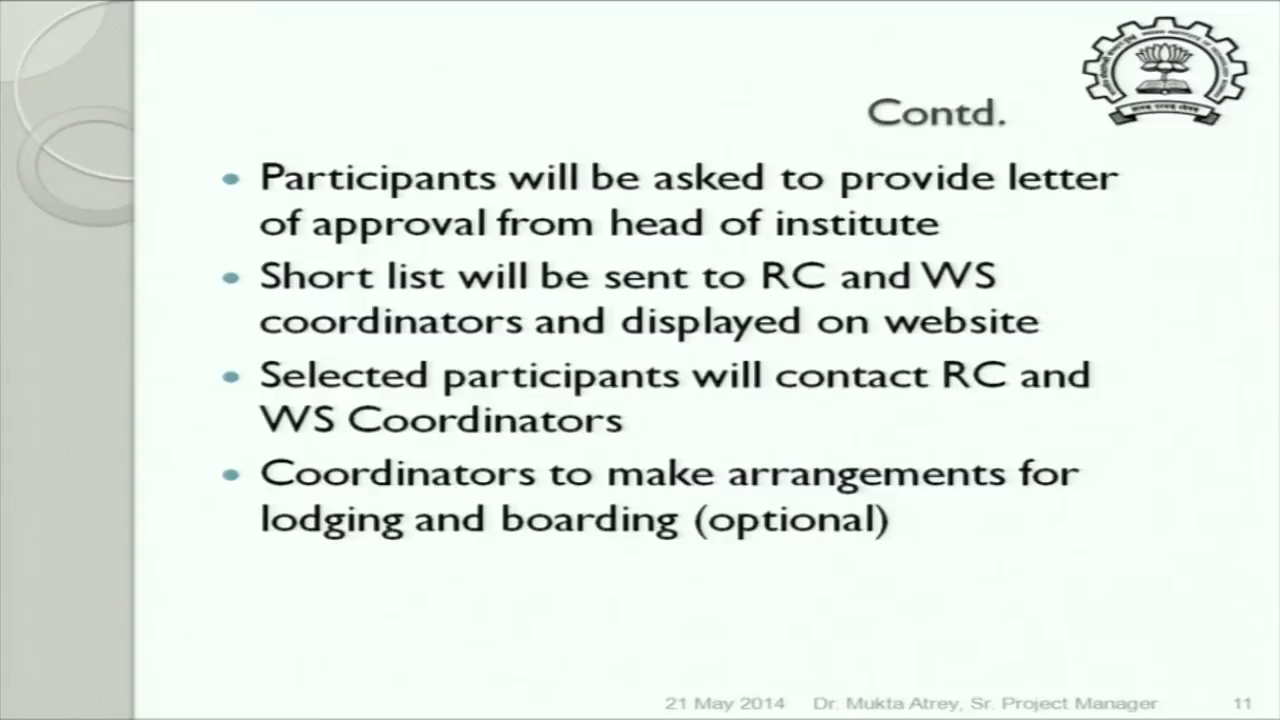 Contd.
• Participants will be asked to provide letter
of approval from head of institute
• Short list will be sent to RC and WS
coordinators and displayed on website
• Selected participants will contact RC and
WS Coordinators
• Coordinators to make arrangements for
lodging and boarding (optional)
21 May 2014 Dr. Mukta Atrey, Sr. Project Manager 11